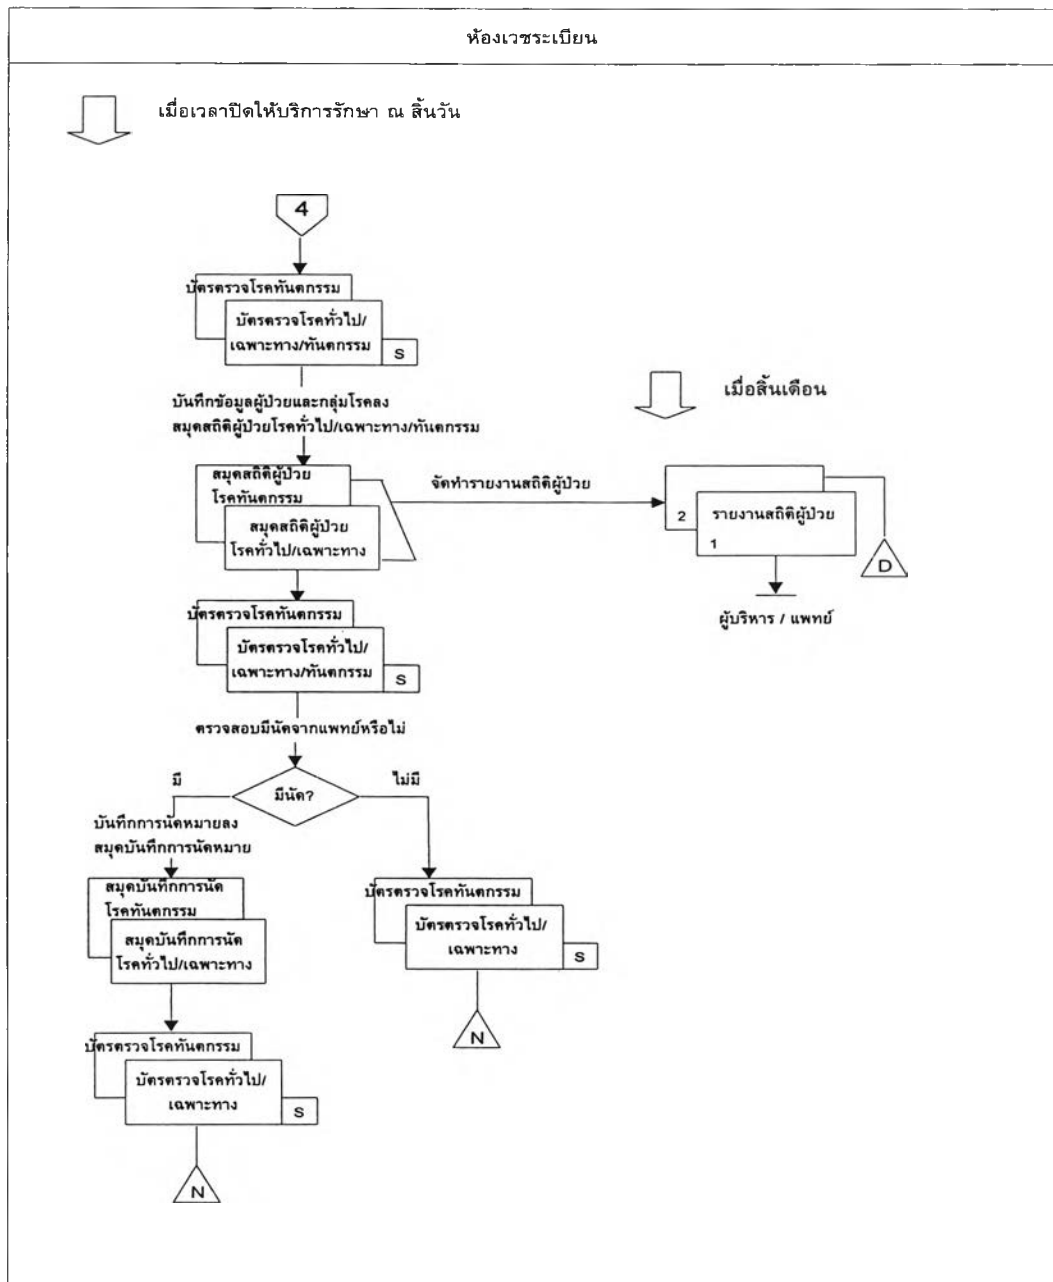 ห้องเวชระเบียน
เมื่อเวลาปิดให้บริการรักษา ณ สิ้นวัน
4
บัตรตรวจโรคทันตกรรม
บัตรตรวจโรคทั่วไป/
เฉพาะทาง/ทันตกรรม
S
บันทึกข้อมูลผู้ป่วยและกลุ่มโรคลง
สมุดสถิติผู้ป่วยโรคทั่วไป/เฉพาะทาง/ทันตกรรม
เมื่อสิ้นเดือน
สมุดสถิติผู้ป่วย
โรคทันตกรรม
สมุดสถิติผู้ป่วย
โรคทั่วไป/เฉพาะทาง
จัดทำรายงานสถิติผู้ป่วย
2
รายงานสถิติผู้ป่วย
1
D
ผู้บริหาร / แพทย์
บัตรตรวจโรคทันตกรรม
บัตรตรวจโรคทั่วไป/
เฉพาะทาง/ทันตกรรม
S
ตรวจสอบมีนัดจากแพทย์หรือไม่
มี
มีนัด?
ไม่มี
บันทึกการนัดหมายลง
สมุดบันทึกการนัดหมาย
สมุดบันทึกการนัด
โรคทันตกรรม
สมุดบันทึกการนัด
โรคทั่วไป/เฉพาะทาง
บัตรตรวจโรคทันตกรรม
บัตรตรวจโรคทั่วไป/
เฉพาะทาง
S
N
บัตรตรวจโรคทันตกรรม
บัตรตรวจโรคทั่วไป/
เฉพาะทาง
S
N